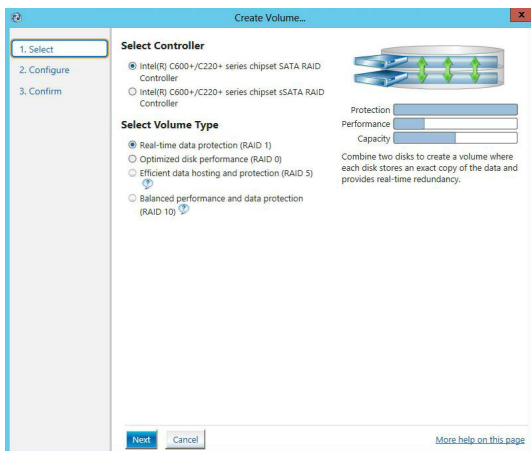 Create Volume...
x
1. Select
2. Configure
3. Confirm
Select Controller
Intel(R) C600+/C220+ series chipset SATA RAID
Controller
Intel(R) C600+/C220+ series chipset sSATA RAID
Controller
Select Volume Type
Real-time data protection (RAID 1)
Optimized disk performance (RAID 0)
Efficient data hosting and protection (RAID 5)
?
Balanced performance and data protection
(RAID 10) ?
Protection
Performance
Capacity
Combine two disks to create a volume where
each disk stores an exact copy of the data and
provides real-time redundancy.
Next
Cancel
More help on this page